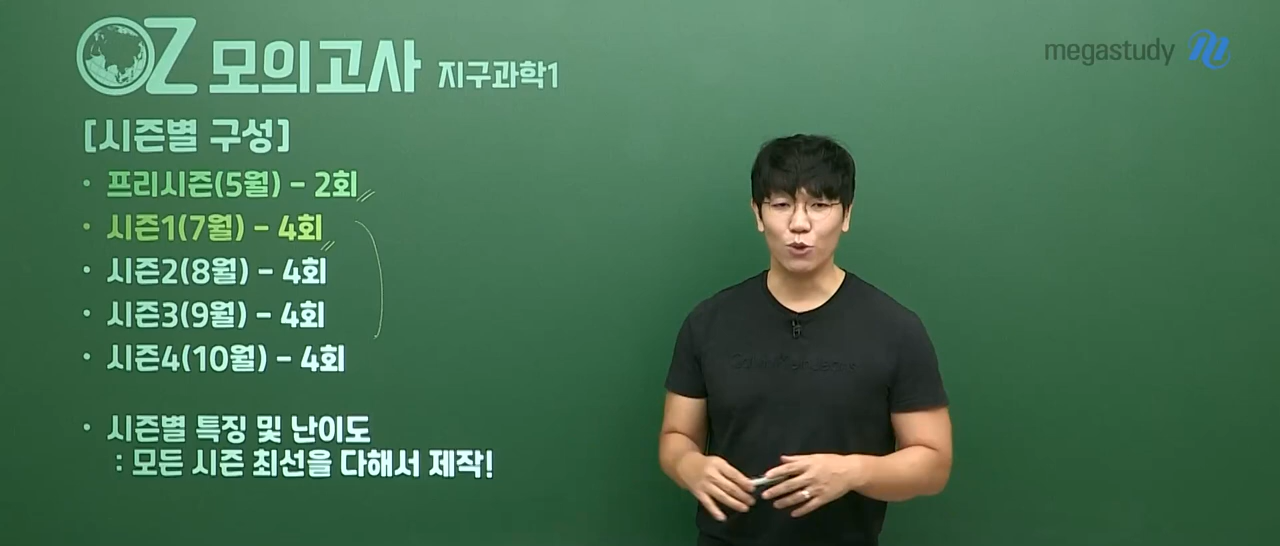 OZ 모의고사 지구과학1
megastudy
[시즌별 구성]
• 프리시즌(5월) - 2회
• 시즌1(7월) - 4회
• 시즌2(8월) - 4회
• 시즌3(9월) - 4회
• 시즌4(10월) - 4회
• 시즌별 특징 및 난이도
: 모든 시즌 최선을 다해서 제작!